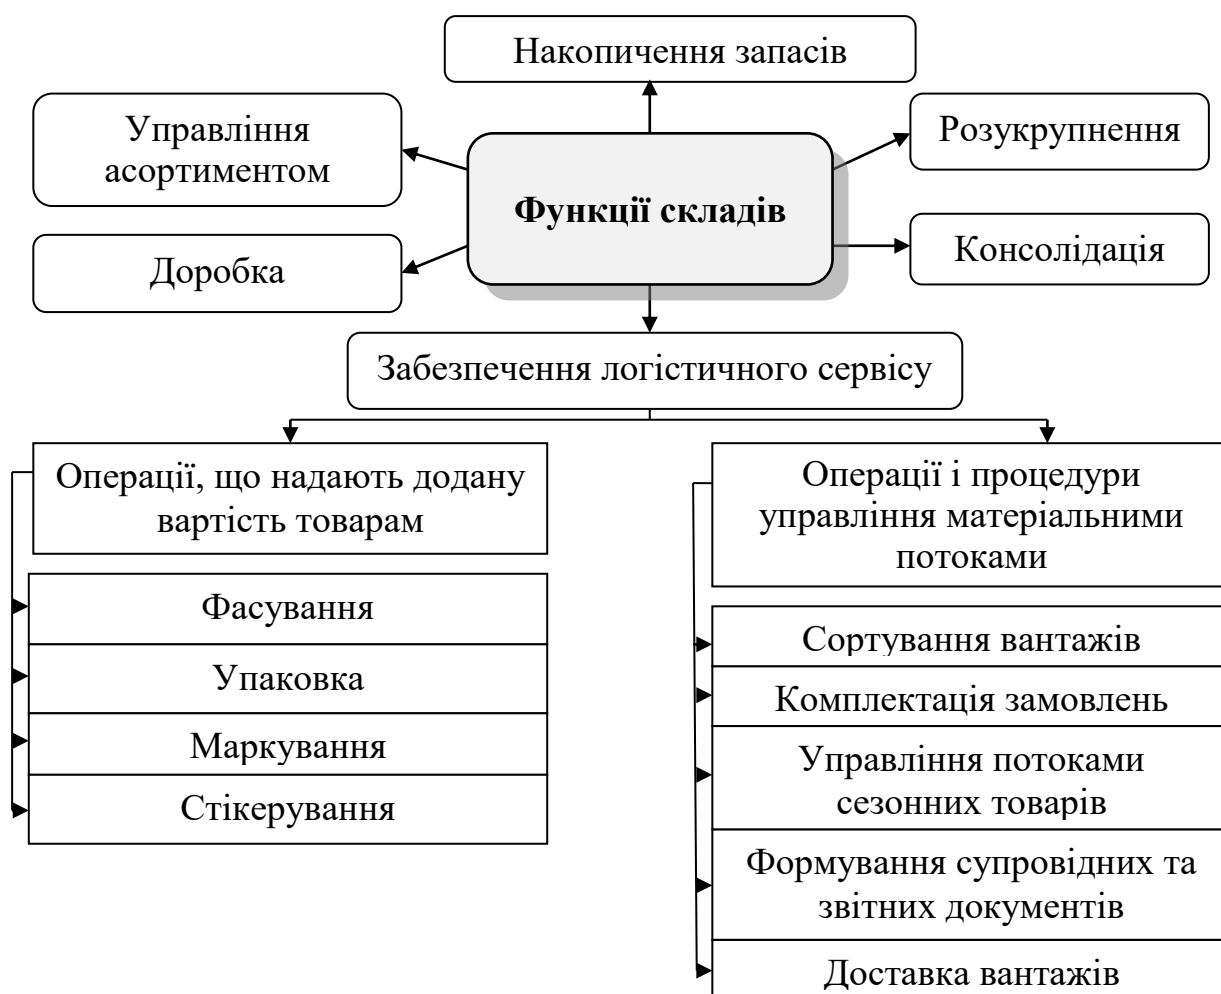 Накопичення запасів
Управління
асортиментом
Розукрупнення
Функції складів
Доробка
Консолідація
Забезпечення логістичного сервісу
Операції, що надають додану
вартість товарам
Фасування
Упаковка
Маркування
Стікерування
Операції і процедури
управління матеріальними
потоками
Сортування вантажів
Комплектація замовлень
Управління потоками
сезонних товарів
Формування супровідних та
звітних документів
Доставка вантажів